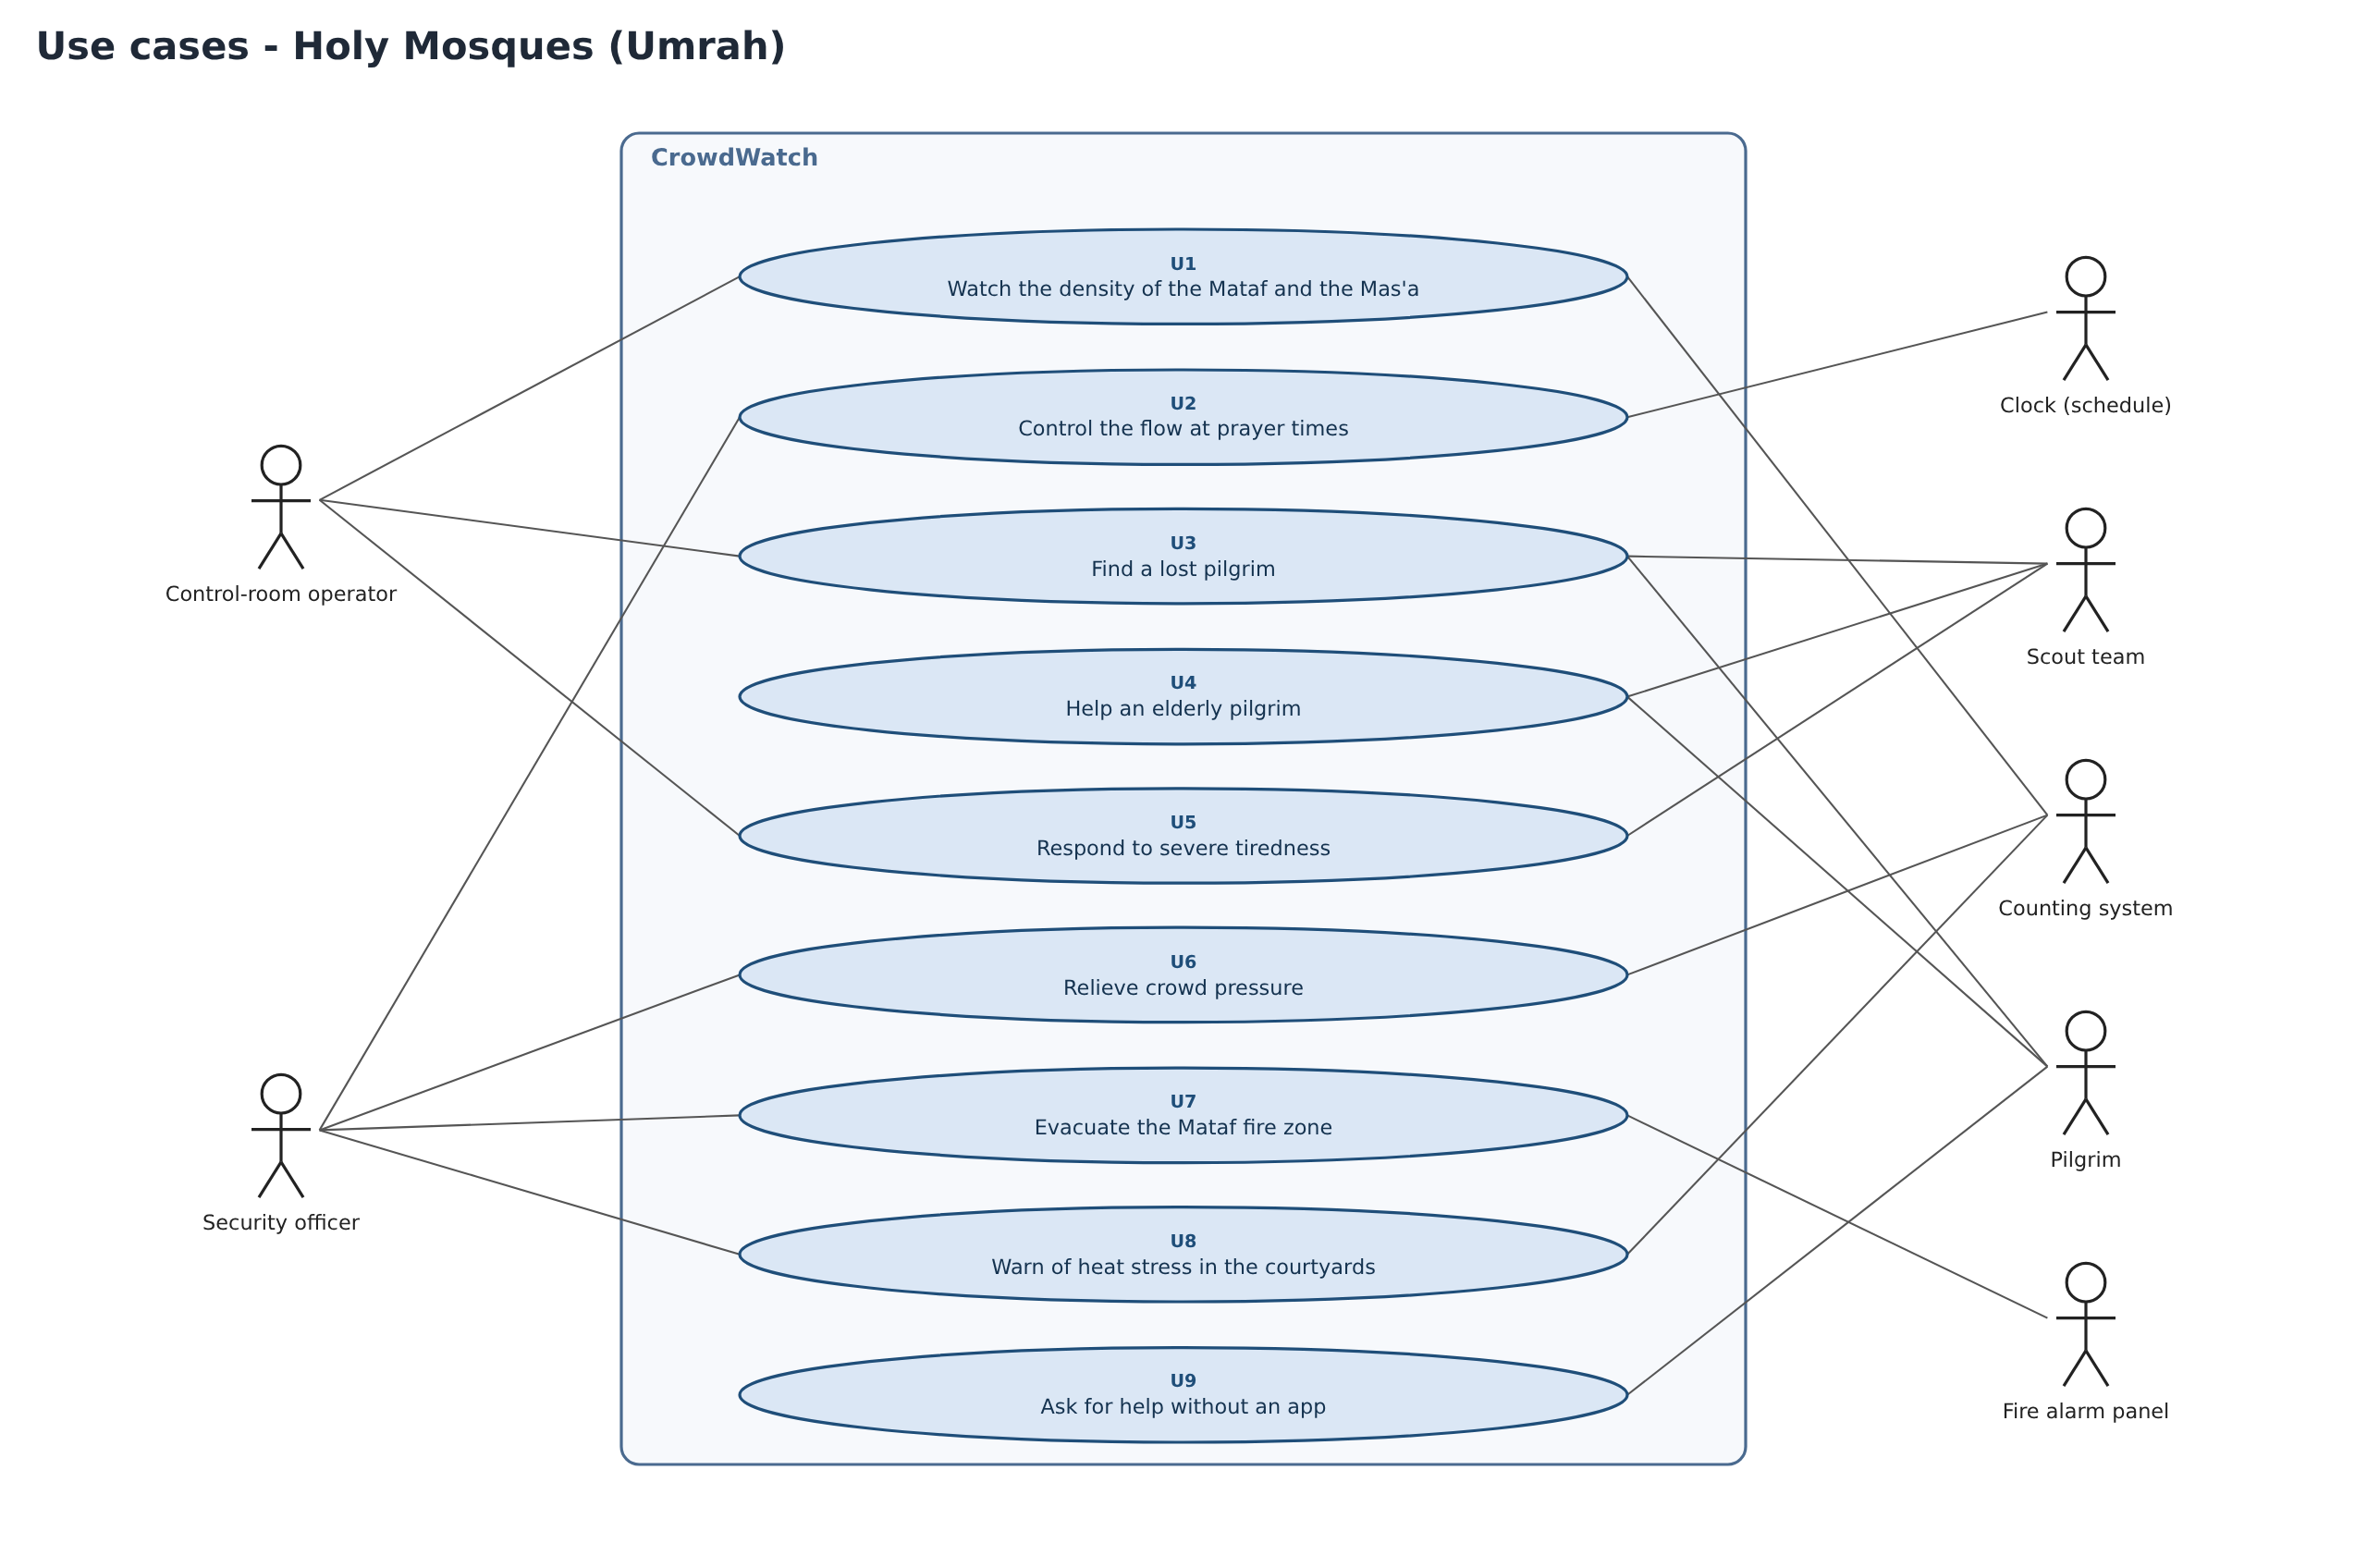 Use cases - Holy Mosques (Umrah)
CrowdWatch
U1
Watch the density of the Mataf and the Mas'a
U2
Control the flow at prayer times
U3
Find a lost pilgrim
U4
Help an elderly pilgrim
U5
Respond to severe tiredness
U6
Relieve crowd pressure
U7
Evacuate the Mataf fire zone
U8
Warn of heat stress in the courtyards
U9
Ask for help without an app
Control-room operator
Security officer
Clock (schedule)
Scout team
Counting system
Pilgrim
Fire alarm panel